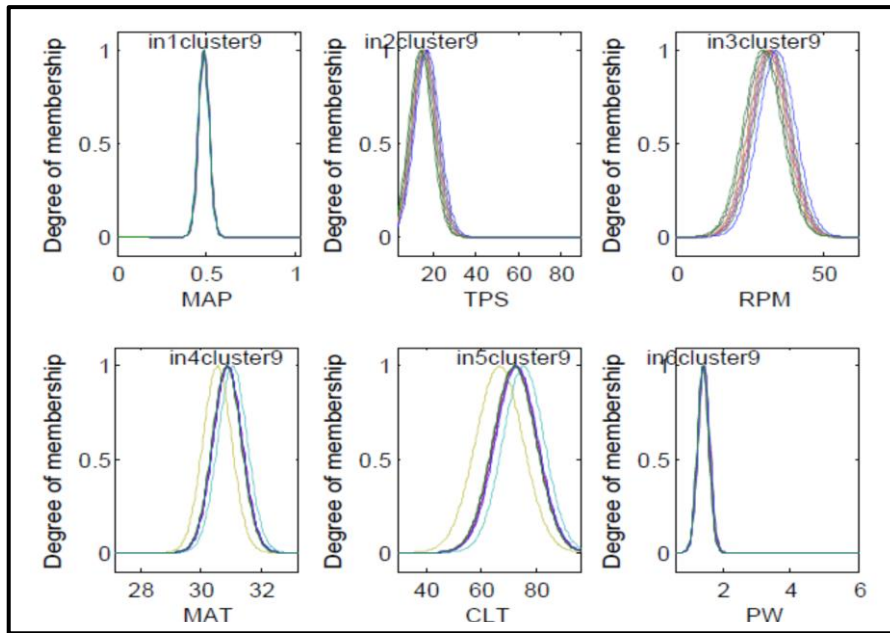 in1cluster9
Degree of membership
1
0.5
0
0
0.5
1
MAP
in2cluster9
Degree of membership
1
0.5
0
20
40
60
80
TPS
in3cluster9
Degree of membership
1
0.5
0
0
50
RPM
in4cluster9
Degree of membership
1
0.5
0
28
30
32
MAT
in5cluster9
Degree of membership
1
0.5
0
40
60
80
CLT
in6cluster9
Degree of membership
1
0.5
0
2
4
6
PW